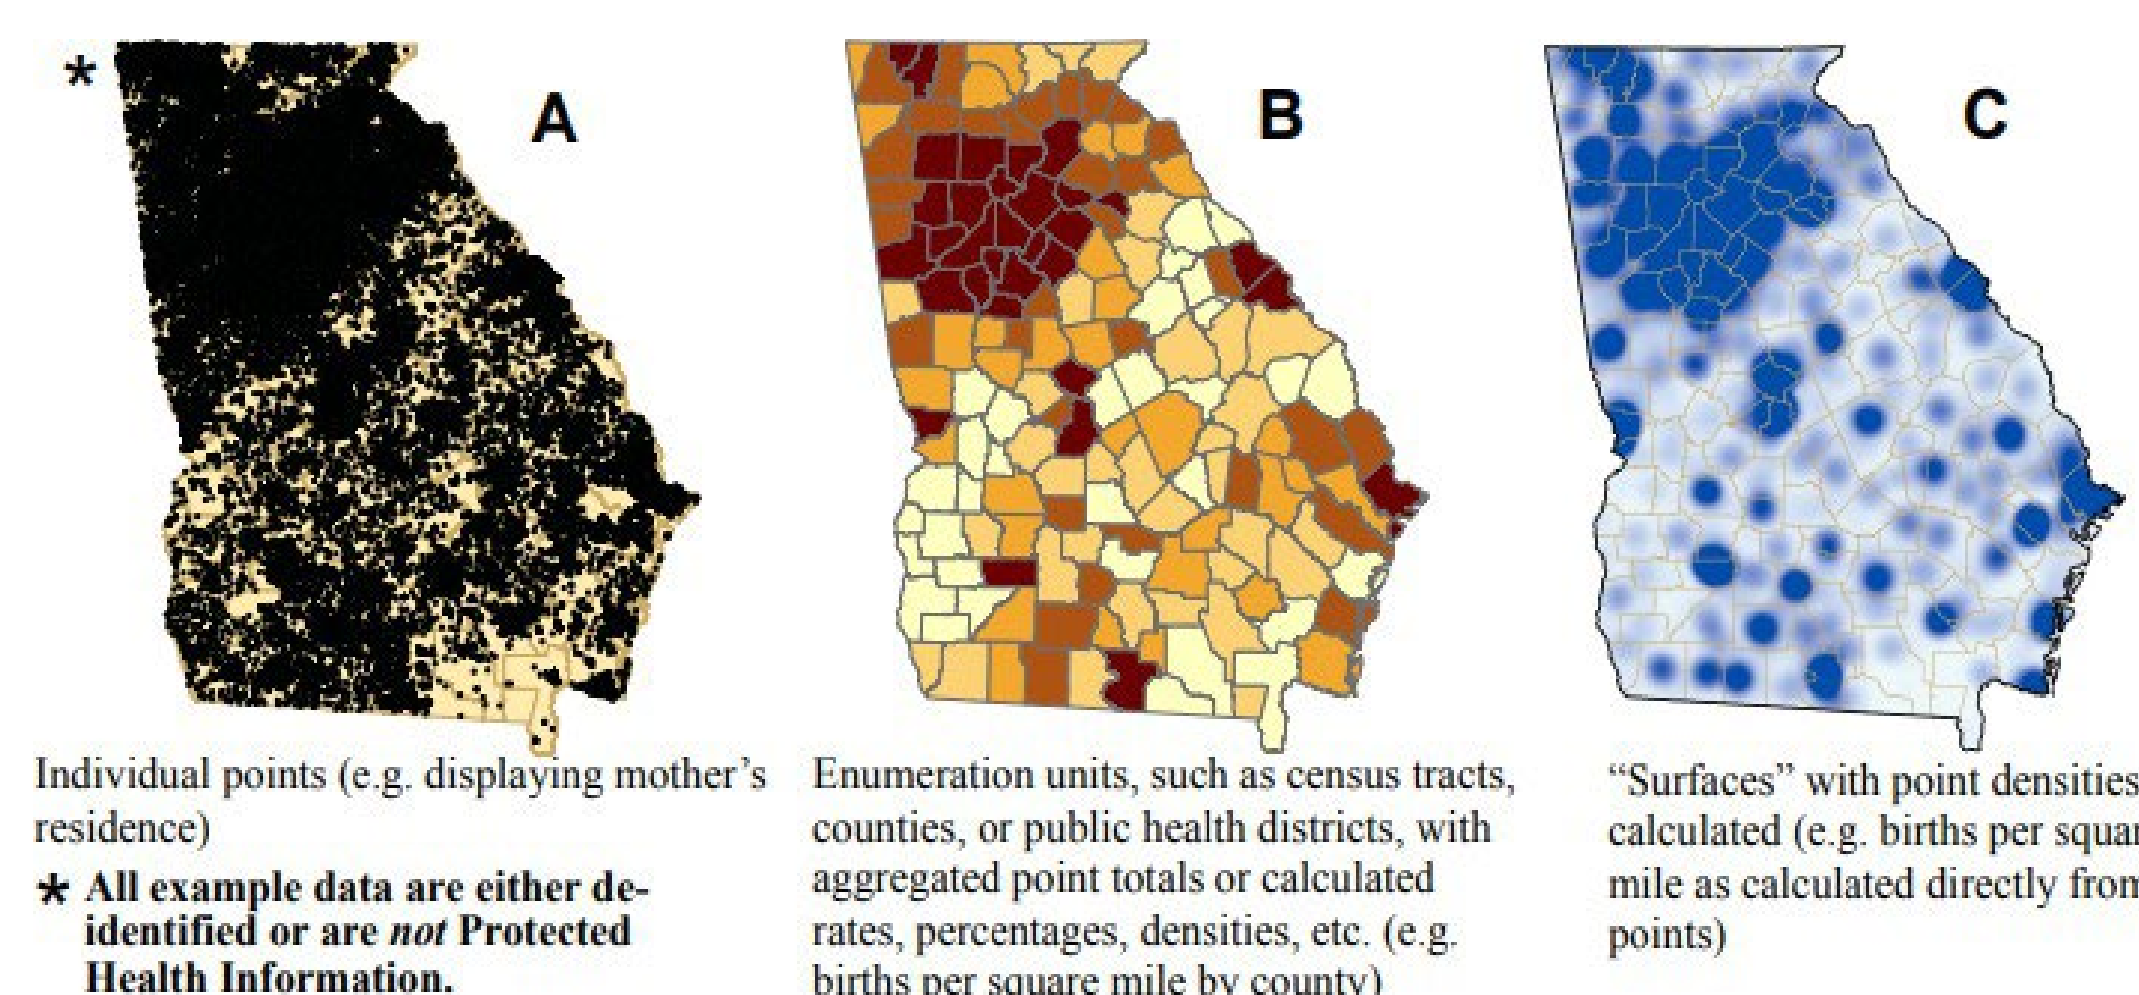 *
A
B
C
Individual points (e.g. displaying mother's
residence)
* All example data are either de-
identified or are not Protected
Health Information.
Enumeration units, such as census tracts,
counties, or public health districts, with
aggregated point totals or calculated
rates, percentages, densities, etc. (e.g.
births per square mile by county)
“Surfaces” with point densities
calculated (e.g. births per squar
mile as calculated directly from
points)